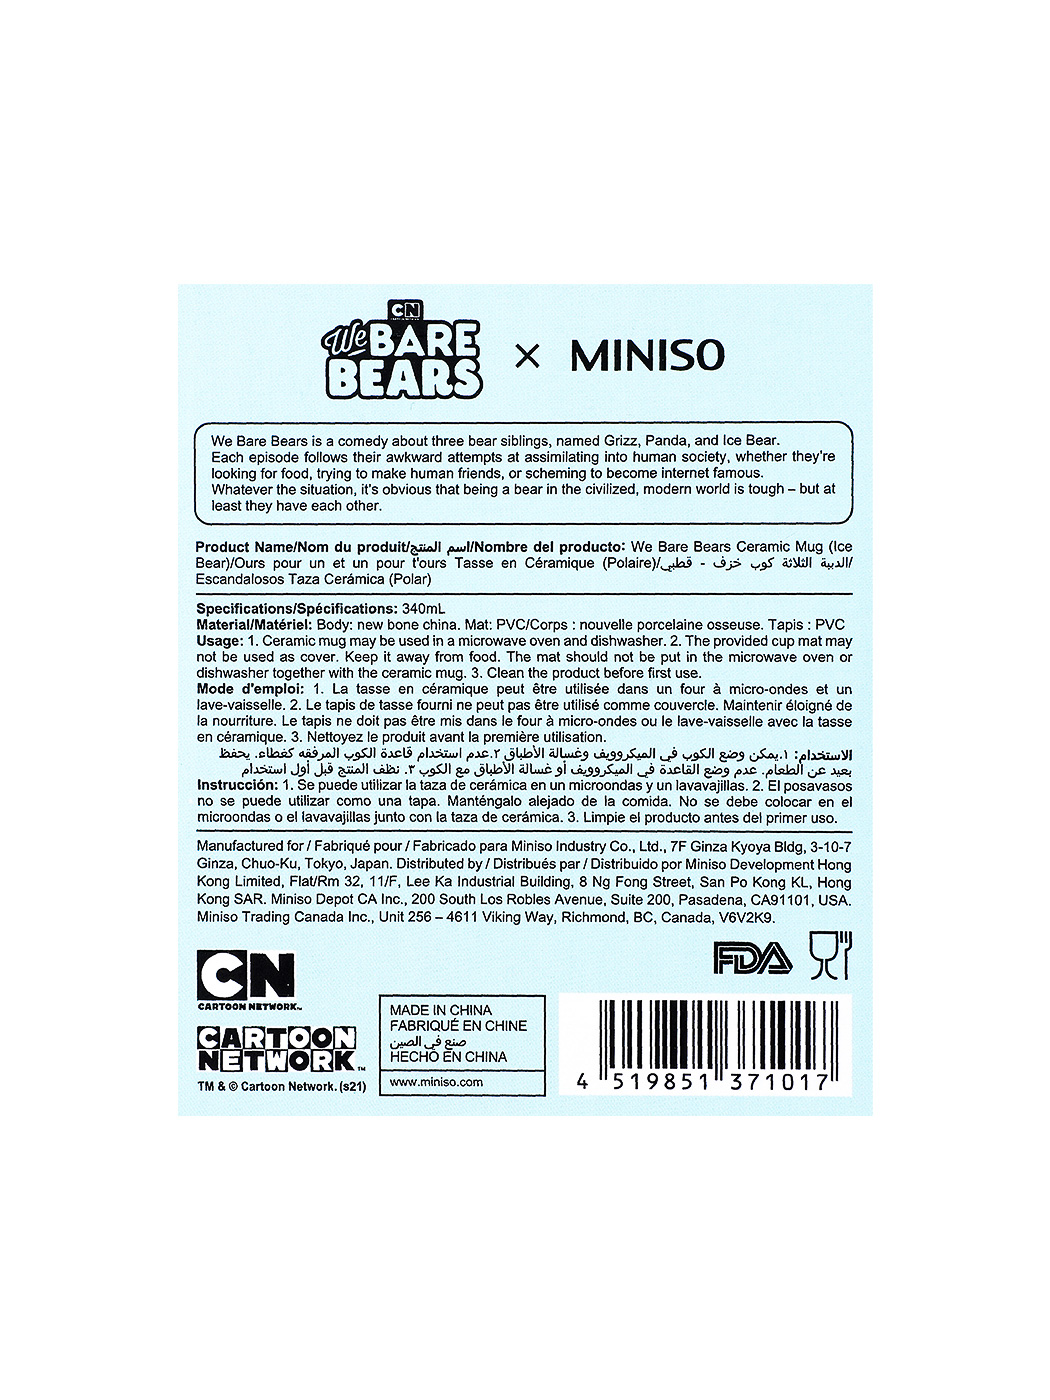 CN
We BARE BEARS × MINISO
We Bare Bears is a comedy about three bear siblings, named Grizz, Panda, and Ice Bear.
Each episode follows their awkward attempts at assimilating into human society, whether they're
looking for food, trying to make human friends, or scheming to become internet famous.
Whatever the situation, it's obvious that being a bear in the civilized, modern world is tough – but at
least they have each other.
Product Name/Nom du produit/اسم المنتج/Nombre del producto: We Bare Bears Ceramic Mug (Ice
Bear)/Ours pour un et un pour t'ours Tasse en Céramique (Polaire)/الدببة الثلاثة كوب خزف - قطبي/
Escandalosos Taza Cerámica (Polar)
Specifications/Spécifications: 340mL
Material/Matériel: Body: new bone china. Mat: PVC/Corps : nouvelle porcelaine osseuse. Tapis : PVC
Usage: 1. Ceramic mug may be used in a microwave oven and dishwasher. 2. The provided cup mat may
not be used as cover. Keep it away from food. The mat should not be put in the microwave oven or
dishwasher together with the ceramic mug. 3. Clean the product before first use.
Mode d'emploi: 1. La tasse en céramique peut être utilisée dans un four à micro-ondes et un
lave-vaisselle. 2. Le tapis de tasse fourni ne peut pas être utilisé comme couvercle. Maintenir éloigné de
la nourriture. Le tapis ne doit pas être mis dans le four à micro-ondes ou le lave-vaisselle avec la tasse
en céramique. 3. Nettoyez le produit avant la première utilisation.
الاستخدام: ١.يمكن وضع الكوب في الميكروويف وغسالة الأطباق ٢.عدم استخدام قاعدة الكوب المرفقه كغطاء. يحفظ
بعيد عن الطعام. عدم وضع القاعدة في الميكروويف أو غسالة الأطباق مع الكوب ٣. نظف المنتج قبل أول استخدام
Instrucción: 1. Se puede utilizar la taza de cerámica en un microondas y un lavavajillas. 2. El posavasos
no se puede utilizar como una tapa. Manténgalo alejado de la comida. No se debe colocar en el
microondas o el lavavajillas junto con la taza de cerámica. 3. Limpie el producto antes del primer uso.
Manufactured for / Fabriqué pour / Fabricado para Miniso Industry Co., Ltd., 7F Ginza Kyoya Bldg, 3-10-7
Ginza, Chuo-Ku, Tokyo, Japan. Distributed by / Distribués par / Distribuido por Miniso Development Hong
Kong Limited, Flat/Rm 32, 11/F, Lee Ka Industrial Building, 8 Ng Fong Street, San Po Kong KL, Hong
Kong SAR. Miniso Depot CA Inc., 200 South Los Robles Avenue, Suite 200, Pasadena, CA91101, USA.
Miniso Trading Canada Inc., Unit 256 – 4611 Viking Way, Richmond, BC, Canada, V6V2K9.
FDA
CN
CARTOON NETWORK™
CARTOON
NETWORK™
TM & © Cartoon Network. (s21)
MADE IN CHINA
FABRIQUÉ EN CHINE
صنع في الصين
HECHO EN CHINA
www.miniso.com
4 519851 371017